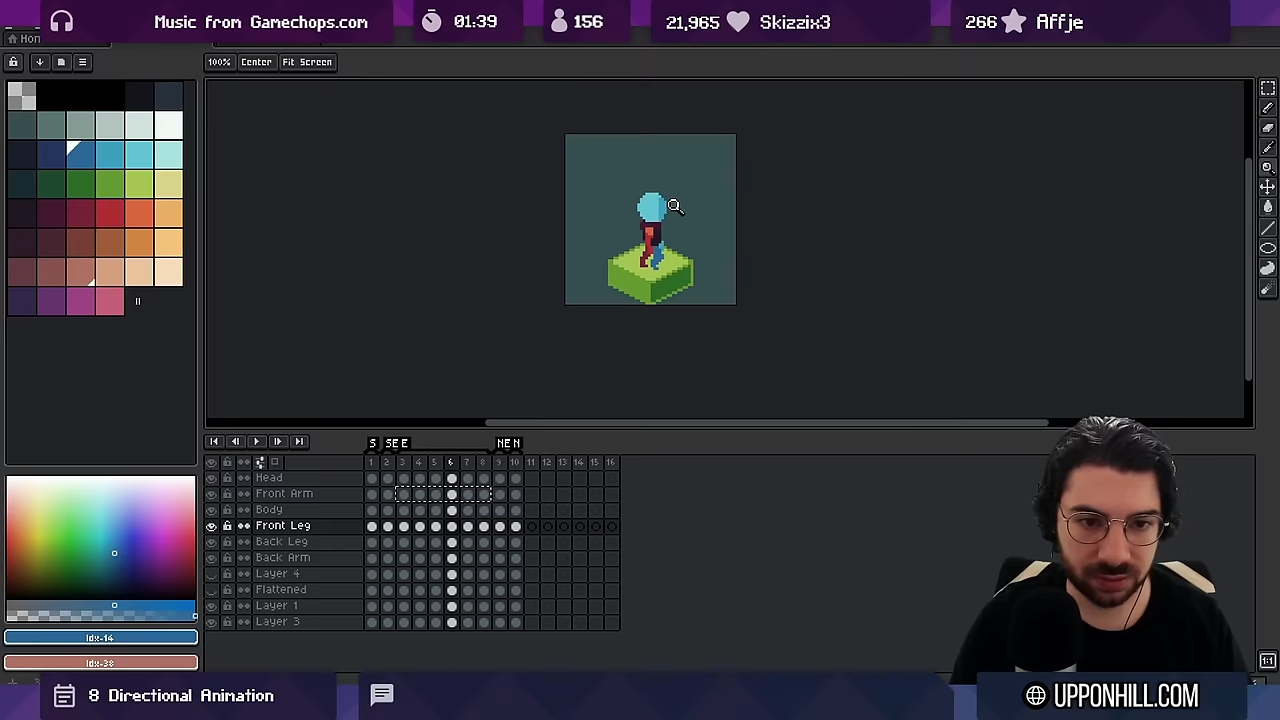 Music from Gamechops.com
01:39
156
21,965
Skizzix3
266
Affje
100%
Center
Fit Screen
S
SE
E
NE
N
1 2 3 4 5 6 7 8 9 10 11 12 13 14 15 16
Head
Front Arm
Body
Front Leg
Back Leg
Back Arm
Layer 4
Flattened
Layer 1
Layer 3
Idx-14
Idx-38
1:1
8 Directional Animation
UPPONHILL.COM